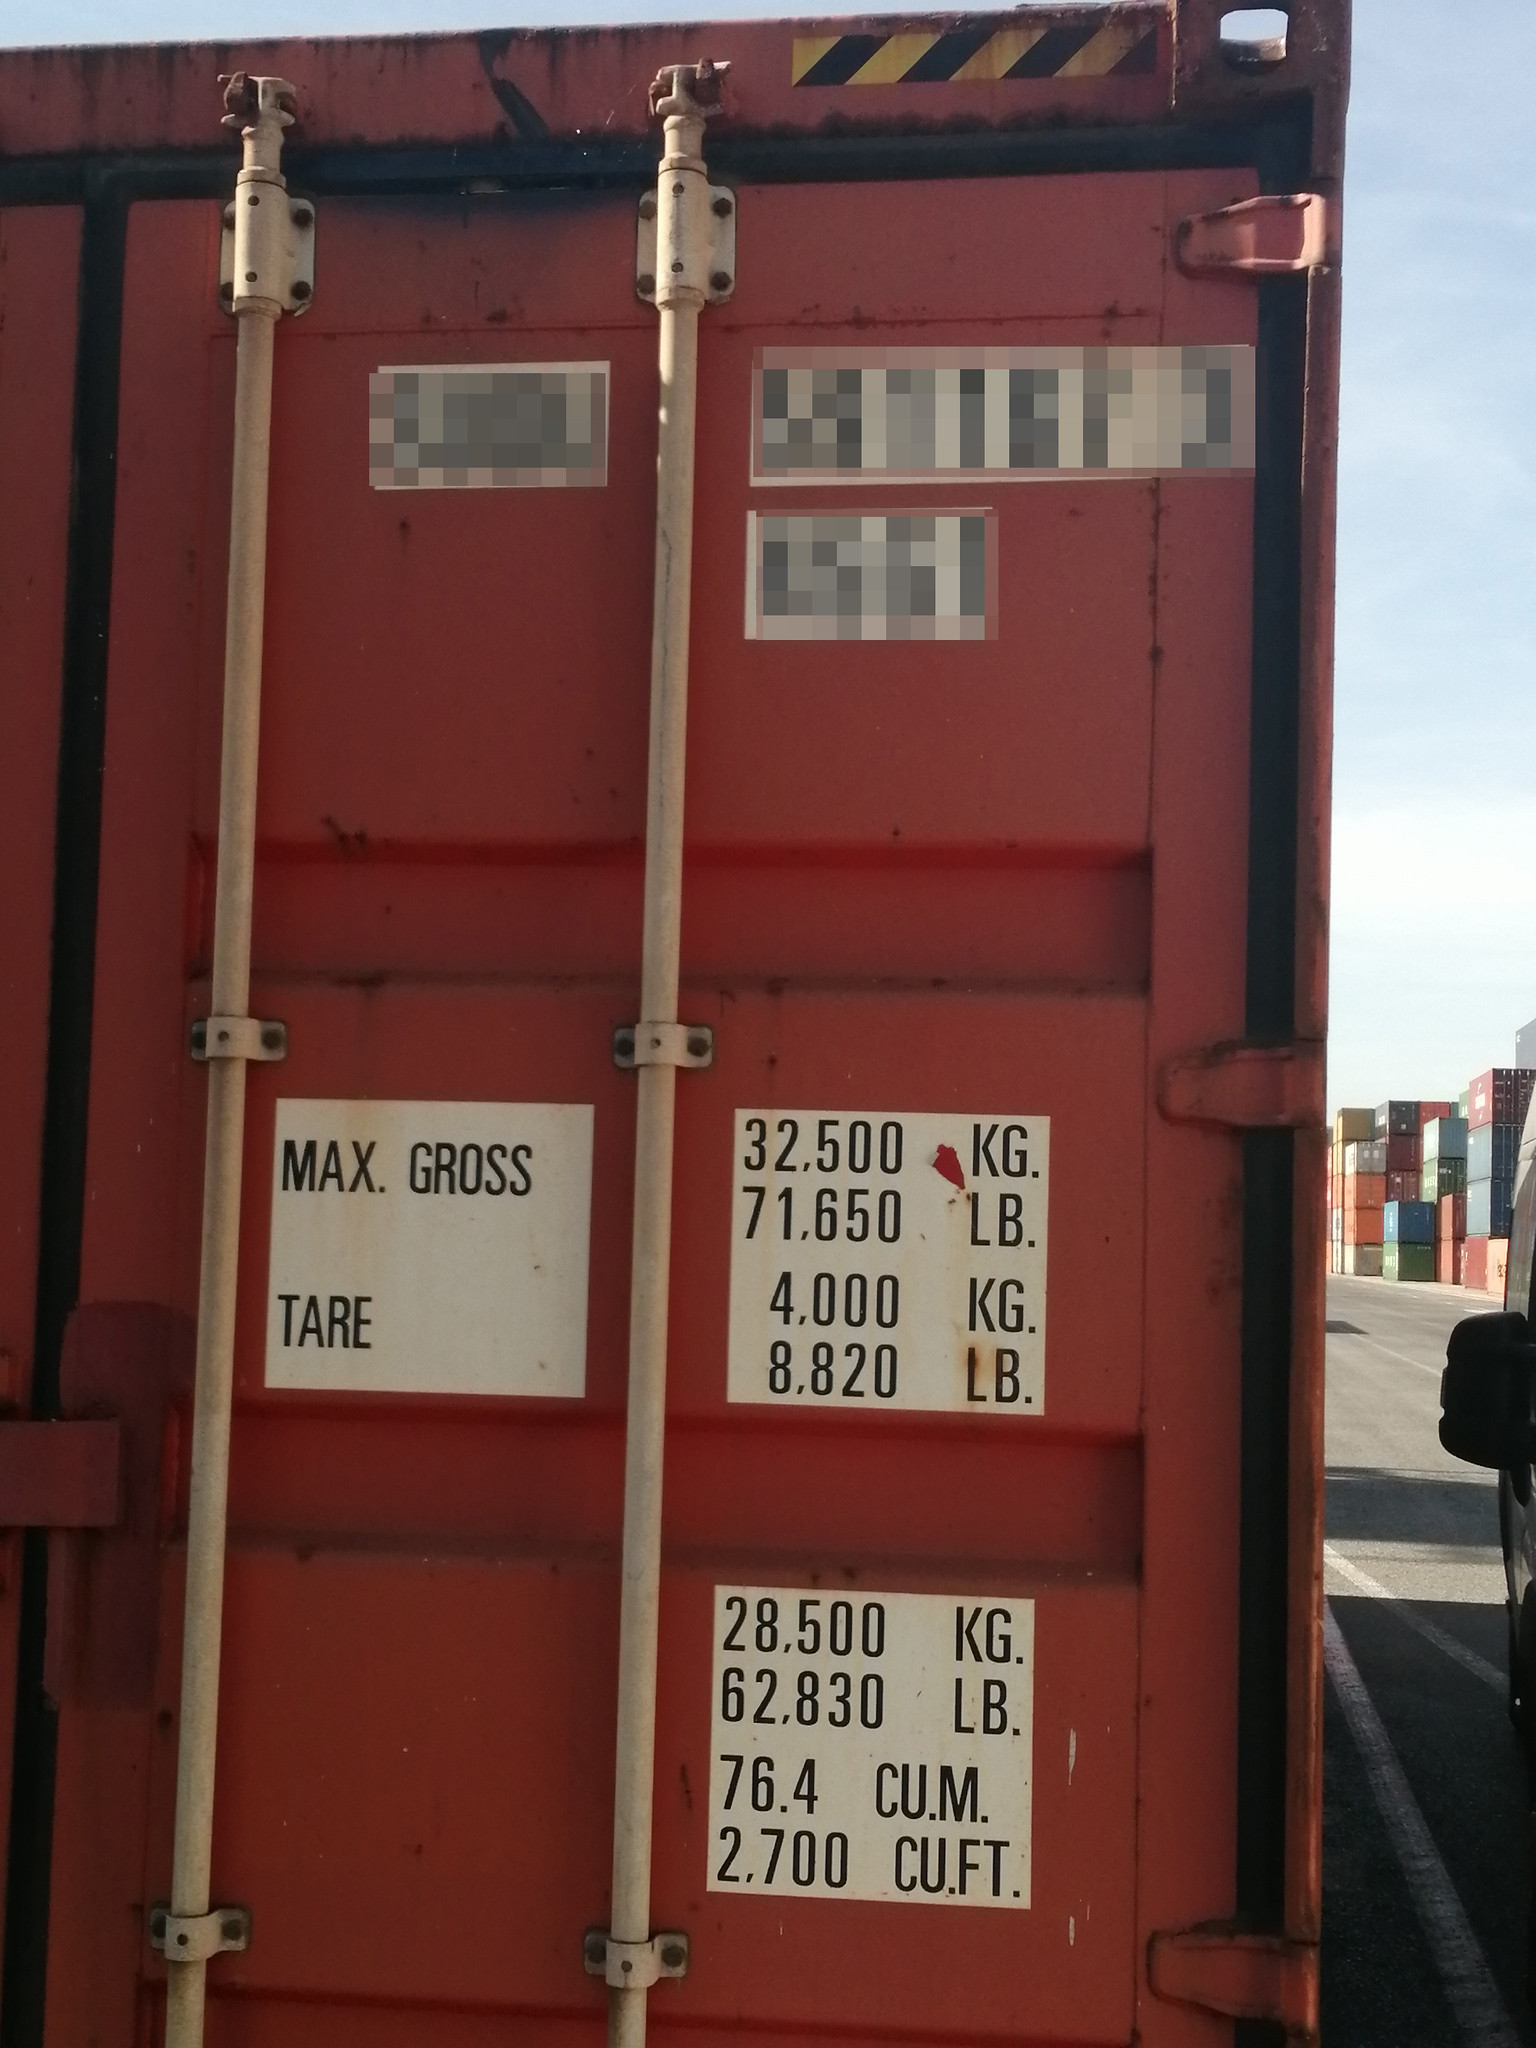 MAX. GROSS 32,500 KG.
71,650 LB.
TARE 4,000 KG.
8,820 LB.
28,500 KG.
62,830 LB.
76.4 CU.M.
2,700 CU.FT.